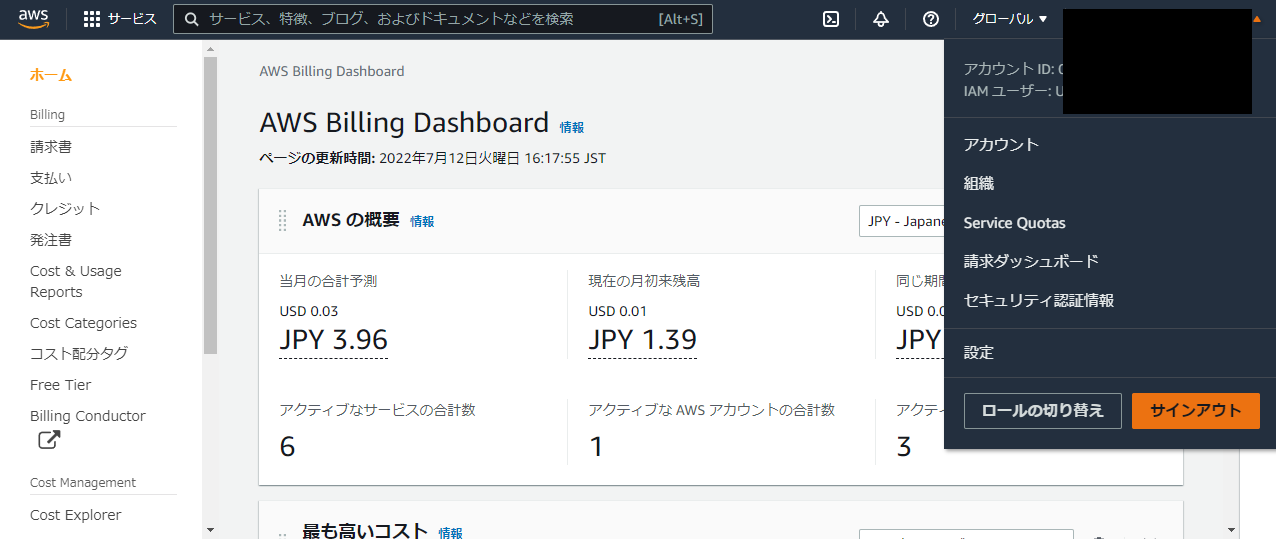 aws
サービス
サービス、特徴、ブログ、およびドキュメントなどを検索 [Alt+S]
グローバル
ホーム
Billing
請求書
支払い
クレジット
発注書
Cost & Usage
Reports
Cost Categories
コスト配分タグ
Free Tier
Billing Conductor
Cost Management
Cost Explorer
AWS Billing Dashboard
AWS Billing Dashboard 情報
ページの更新時間: 2022年7月12日火曜日 16:17:55 JST
AWS の概要 情報
JPY - Japane
当月の合計予測
USD 0.03
JPY 3.96
現在の月初来残高
USD 0.01
JPY 1.39
同じ期間
USD 0.0
JPY
アクティブなサービスの合計数
6
アクティブな AWS アカウントの合計数
1
アクティ
3
最も高いコスト 情報
アカウント ID:
IAM ユーザー: U
アカウント
組織
Service Quotas
請求ダッシュボード
セキュリティ認証情報
設定
ロールの切り替え
サインアウト